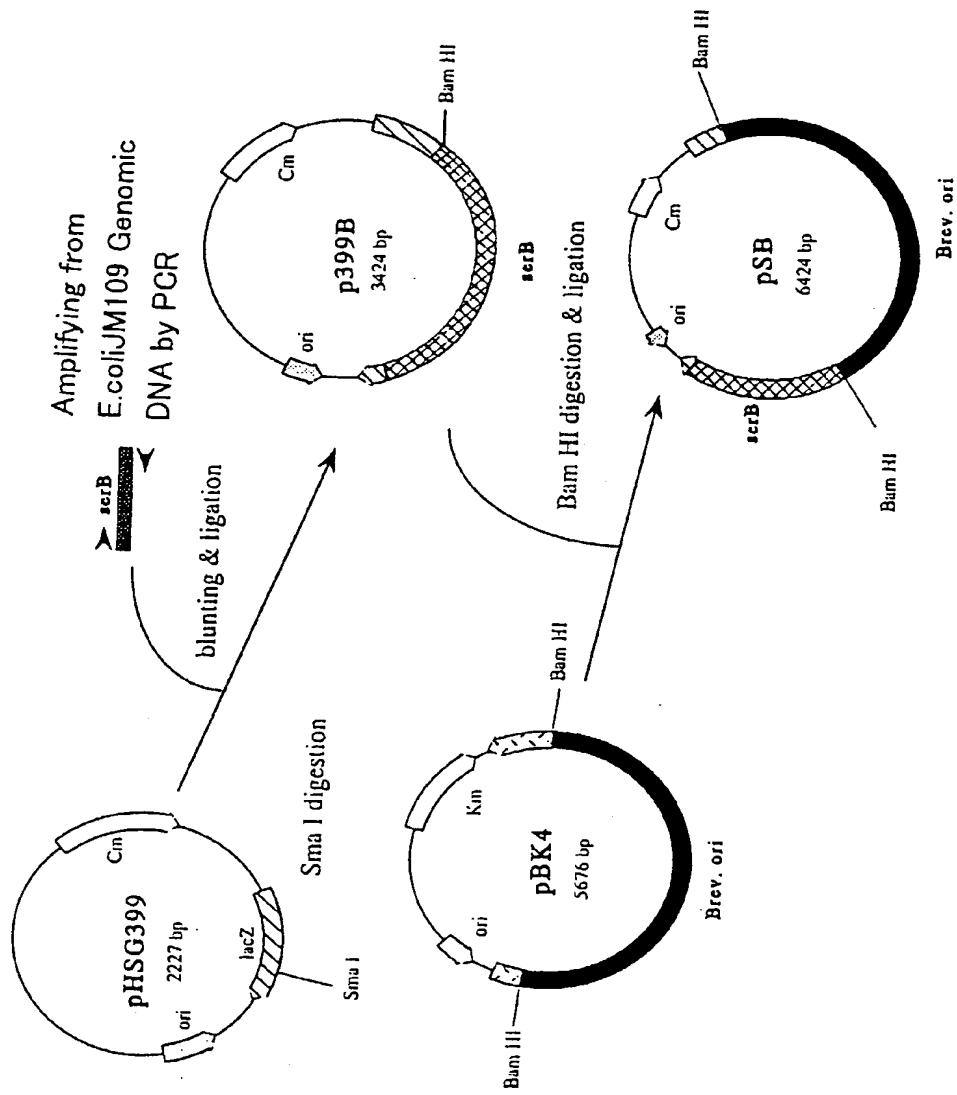 Amplifying from
E.coliJM109 Genomic
DNA by PCR
serB
blunting & ligation
pHSG399
2227 bp
Cm
lacZ
ori
Sma I
Sma I digestion
p399B
3424 bp
Cm
ori
Bam HI
serB
pBK4
5676 bp
Km
ori
Bam HI
Bam HI
Brev. ori
Bam HI digestion & ligation
pSB
6424 bp
Cm
ori
serB
Bam HI
Bam HI
Brev. ori